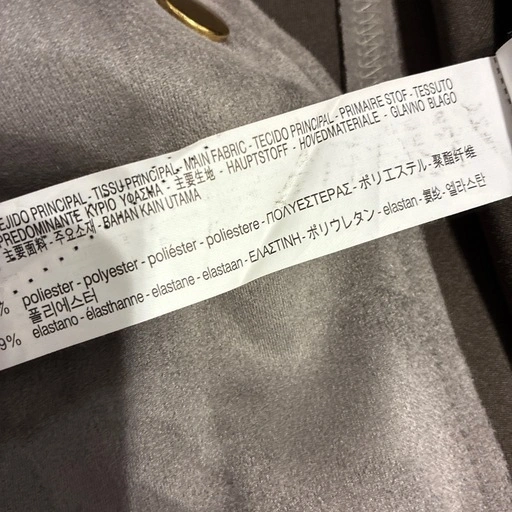 EJIDO PRINCIPAL - TISSU PRINCIPAL - MAIN FABRIC - TECIDO PRINCIPAL - PRIMAIRE STOF - TESSUTO
PREDOMINANTE ΚΥΡΙΟ ΥΦΑΣΜΑ - 主要生地 - HAUPTSTOFF - HOVEDMATERIALE - GLAVNO BLAGO
主要面料 - 주요소재 - BAHAN KAIN UTAMA
% poliester - polyester - poliéster - poliestere - ΠΟΛΥΕΣΤΕΡΑΣ - ポリエステル - 聚酯纤维
폴리에스터
9% elastano - élasthanne - elastane - elastaan - ΕΛΑΣΤΙΝΗ - ポリウレタン - elastan - 氨纶 - 엘라스탄